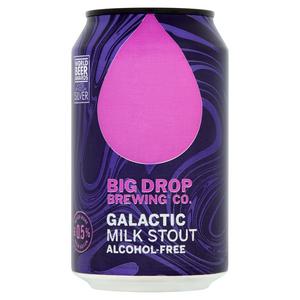 WORLD
BEER
AWARDS
SILVER
BIG DROP
BREWING CO.
GALACTIC
MILK STOUT
ALCOHOL-FREE
0.5%